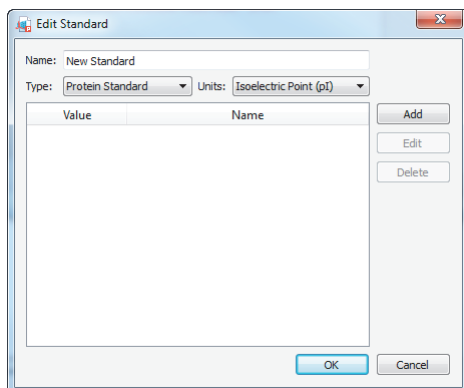 Edit Standard
Name: New Standard
Type: Protein Standard Units: Isoelectric Point (pI)
Value Name
Add
Edit
Delete
OK Cancel